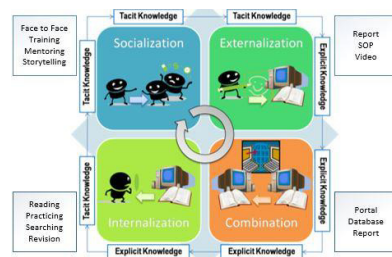 Tacit Knowledge
Tacit Knowledge
Face to Face
Training
Mentoring
Storytelling
Tacit Knowledge
Socialization
Externalization
Explicit Knowledge
Report
SOP
Video
Reading
Practicing
Searching
Revision
Tacit Knowledge
Internalization
Combination
Explicit Knowledge
Portal
Database
Report
Explicit Knowledge
Explicit Knowledge